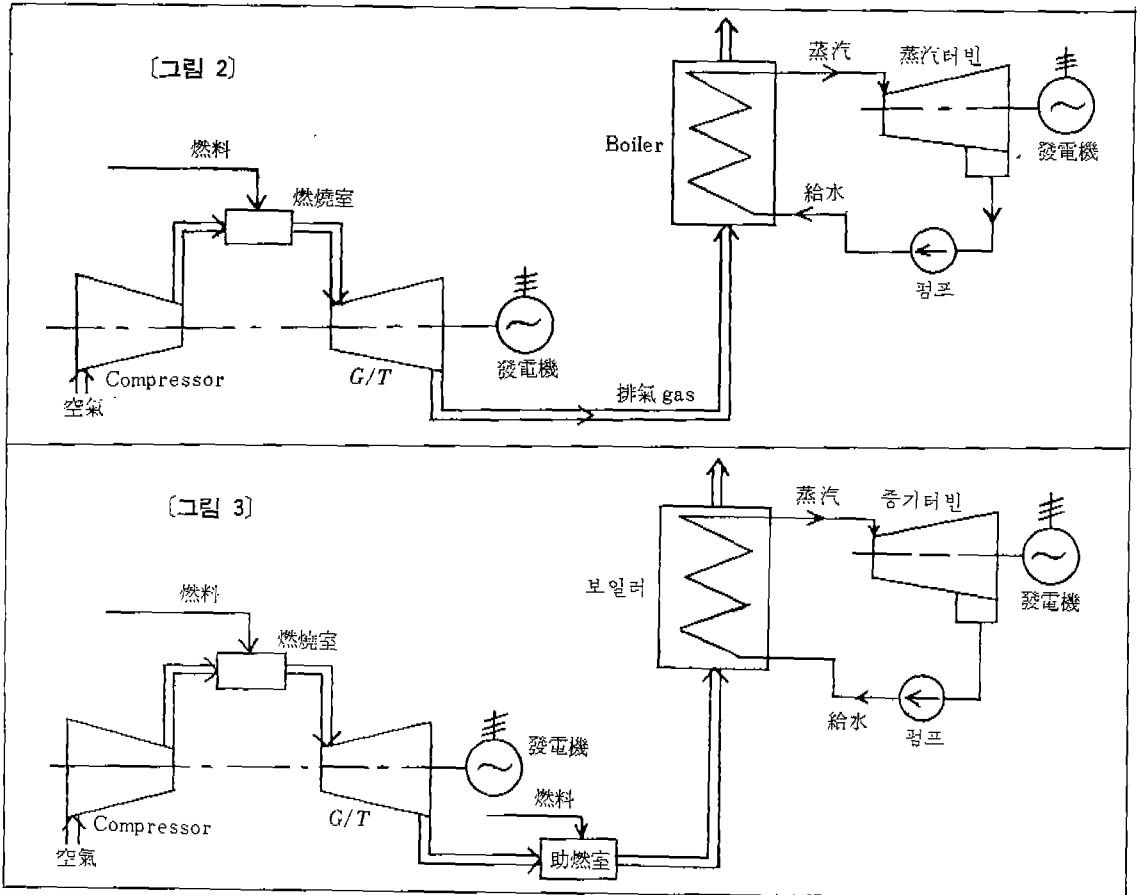 〔그림 2〕
燃料
燃燒室
Compressor
空氣
G/T
發電機
排氣 gas
Boiler
蒸汽
蒸汽터빈
發電機
給水
펌프
〔그림 3〕
燃料
燃燒室
Compressor
空氣
G/T
發電機
燃料
助燃室
보일러
蒸汽
증기터빈
發電機
給水
펌프